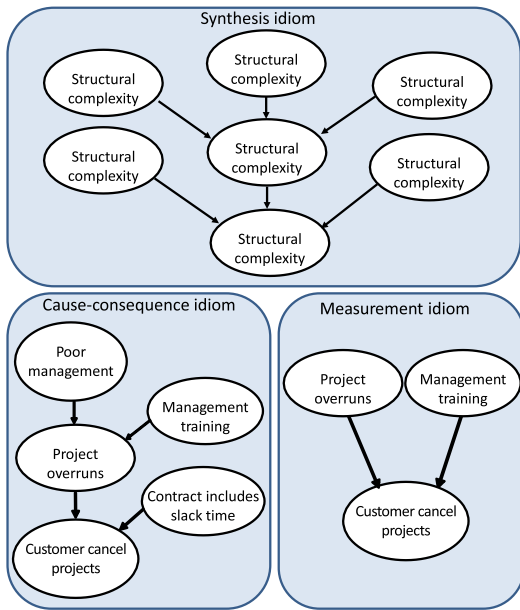 Synthesis idiom
Structural
complexity
Structural
complexity
Structural
complexity
Structural
complexity
Structural
complexity
Structural
complexity
Structural
complexity
Cause-consequence idiom
Poor
management
Management
training
Project
overruns
Contract includes
slack time
Customer cancel
projects
Measurement idiom
Project
overruns
Management
training
Customer cancel
projects